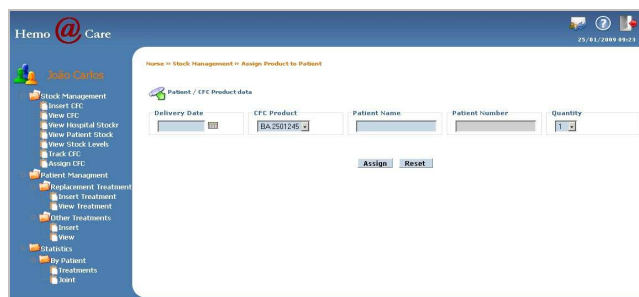 Hemo @ Care
25/01/2009 09:23
João Carlos
Nurse >> Stock Management >> Assign Product to Patient
Stock Management
Insert CFC
View CFC
View Hospital Stockr
View Patient Stock
View Stock Levels
Track CFC
Assign CFC
Patient Managment
Replacement Treatment
Insert Treatment
View Treatment
Other Treatments
Insert
View
Statistics
By Patient
Treatments
Joint
Patient / CFC Product data
Delivery Date CFC Product Patient Name Patient Number Quantity
BA 2501245 1
Assign Reset